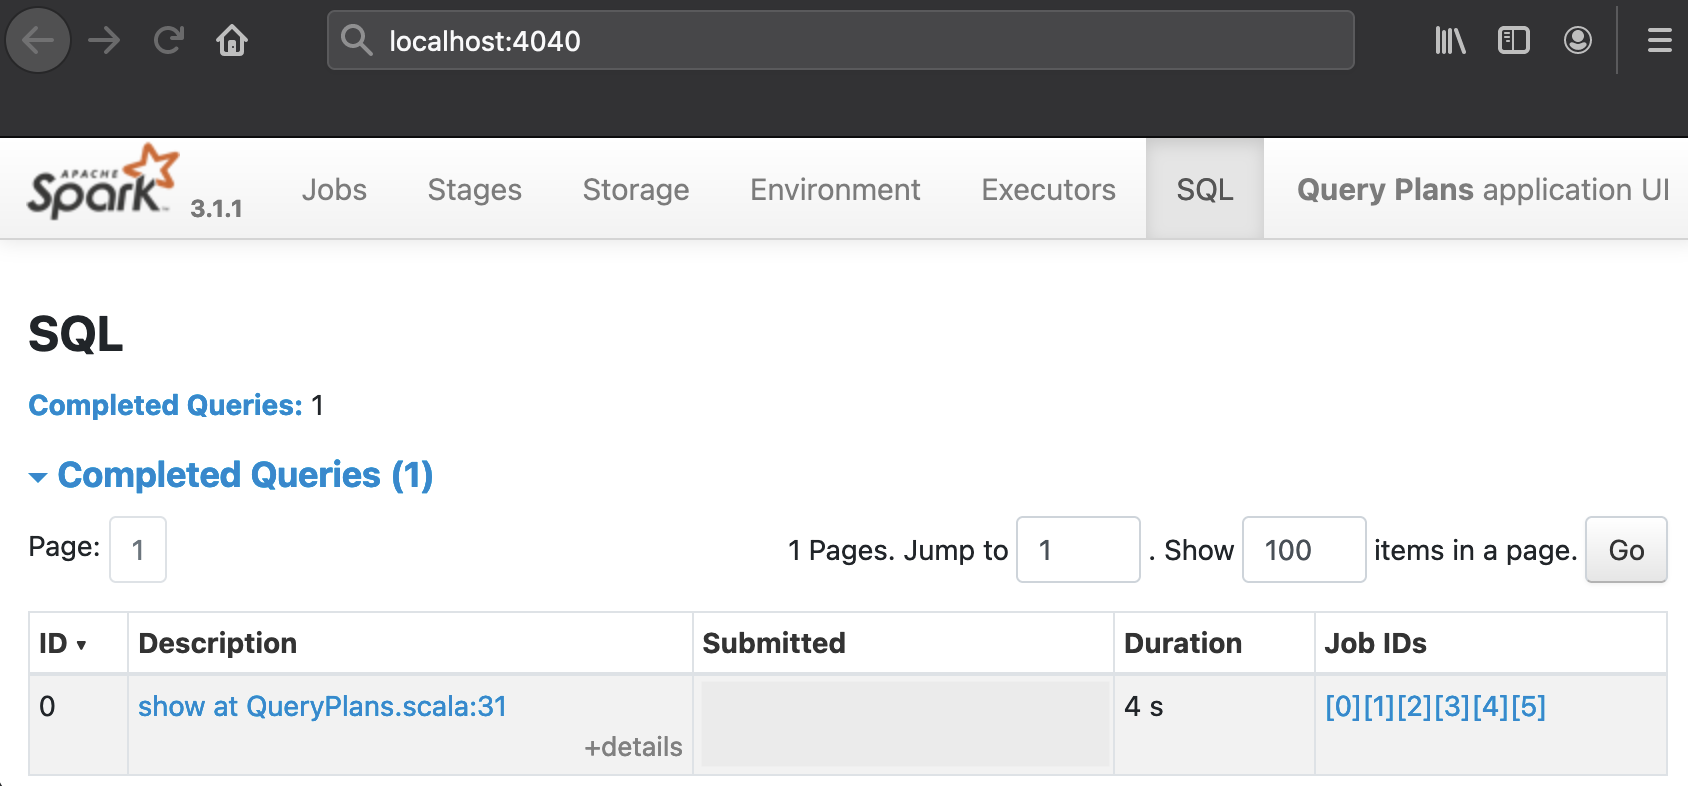 localhost:4040
APACHE Spark™ 3.1.1 Jobs Stages Storage Environment Executors SQL Query Plans application UI
SQL
Completed Queries: 1
Completed Queries (1)
Page: 1 1 Pages. Jump to 1 . Show 100 items in a page. Go
ID ▾ Description Submitted Duration Job IDs
0 show at QueryPlans.scala:31 4 s [0][1][2][3][4][5]
+details